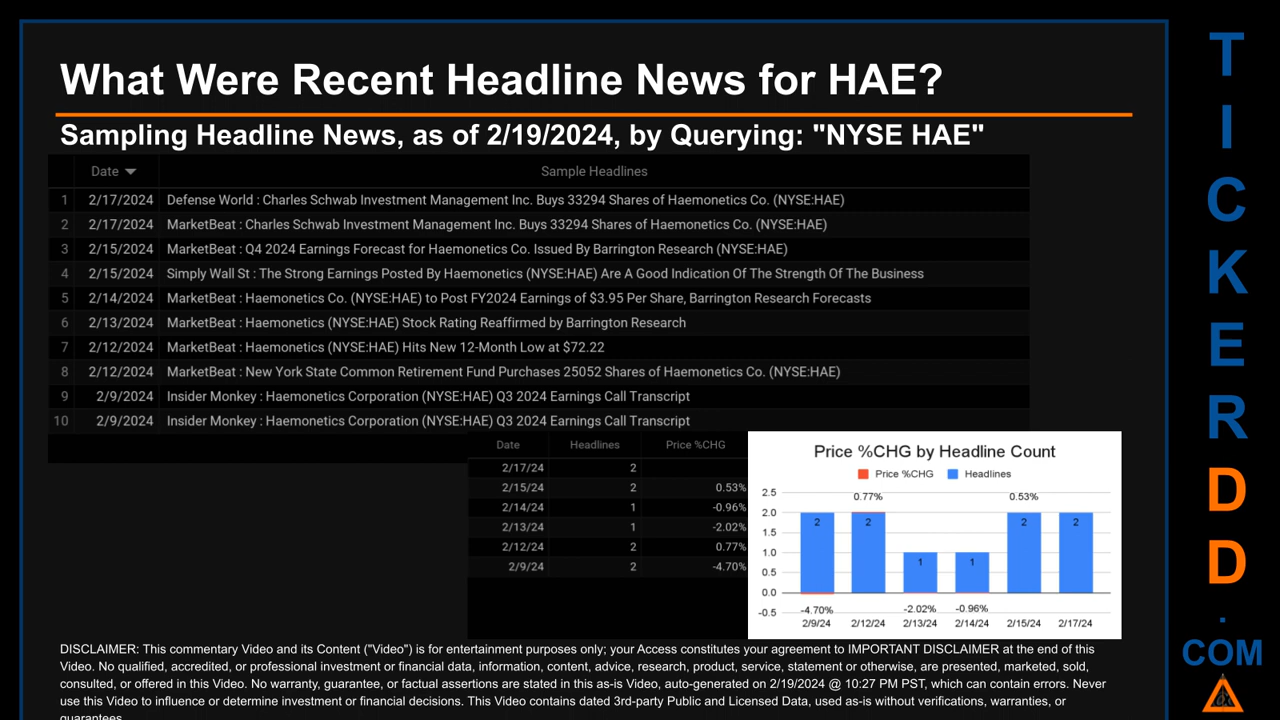 What Were Recent Headline News for HAE?
Sampling Headline News, as of 2/19/2024, by Querying: "NYSE HAE"
Date Sample Headlines
1 2/17/2024 Defense World : Charles Schwab Investment Management Inc. Buys 33294 Shares of Haemonetics Co. (NYSE:HAE)
2 2/17/2024 MarketBeat : Charles Schwab Investment Management Inc. Buys 33294 Shares of Haemonetics Co. (NYSE:HAE)
3 2/15/2024 MarketBeat : Q4 2024 Earnings Forecast for Haemonetics Co. Issued By Barrington Research (NYSE:HAE)
4 2/15/2024 Simply Wall St : The Strong Earnings Posted By Haemonetics (NYSE:HAE) Are A Good Indication Of The Strength Of The Business
5 2/14/2024 MarketBeat : Haemonetics Co. (NYSE:HAE) to Post FY2024 Earnings of $3.95 Per Share, Barrington Research Forecasts
6 2/13/2024 MarketBeat : Haemonetics (NYSE:HAE) Stock Rating Reaffirmed by Barrington Research
7 2/12/2024 MarketBeat : Haemonetics (NYSE:HAE) Hits New 12-Month Low at $72.22
8 2/12/2024 MarketBeat : New York State Common Retirement Fund Purchases 25052 Shares of Haemonetics Co. (NYSE:HAE)
9 2/9/2024 Insider Monkey : Haemonetics Corporation (NYSE:HAE) Q3 2024 Earnings Call Transcript
10 2/9/2024 Insider Monkey : Haemonetics Corporation (NYSE:HAE) Q3 2024 Earnings Call Transcript
Date Headlines Price %CHG
2/17/24 2
2/15/24 2 0.53%
2/14/24 1 -0.96%
2/13/24 1 -2.02%
2/12/24 2 0.77%
2/9/24 2 -4.70%
Price %CHG by Headline Count
Price %CHG Headlines
2.5
0.77% 0.53%
2.0
2 2 2 2
1.5
1.0
1 1
0.5
0.0
-0.5
-4.70% -2.02% -0.96%
2/9/24 2/12/24 2/13/24 2/14/24 2/15/24 2/17/24
DISCLAIMER: This commentary Video and its Content ("Video") is for entertainment purposes only; your Access constitutes your agreement to IMPORTANT DISCLAIMER at the end of this
Video. No qualified, accredited, or professional investment or financial data, information, content, advice, research, product, service, statement or otherwise, are presented, marketed, sold,
consulted, or offered in this Video. No warranty, guarantee, or factual assertions are stated in this as-is Video, auto-generated on 2/19/2024 @ 10:27 PM PST, which can contain errors. Never
use this Video to influence or determine investment or financial decisions. This Video contains dated 3rd-party Public and Licensed Data, used as-is without verifications, warranties, or
guarantees.
T
I
C
K
E
R
D
D
.
COM